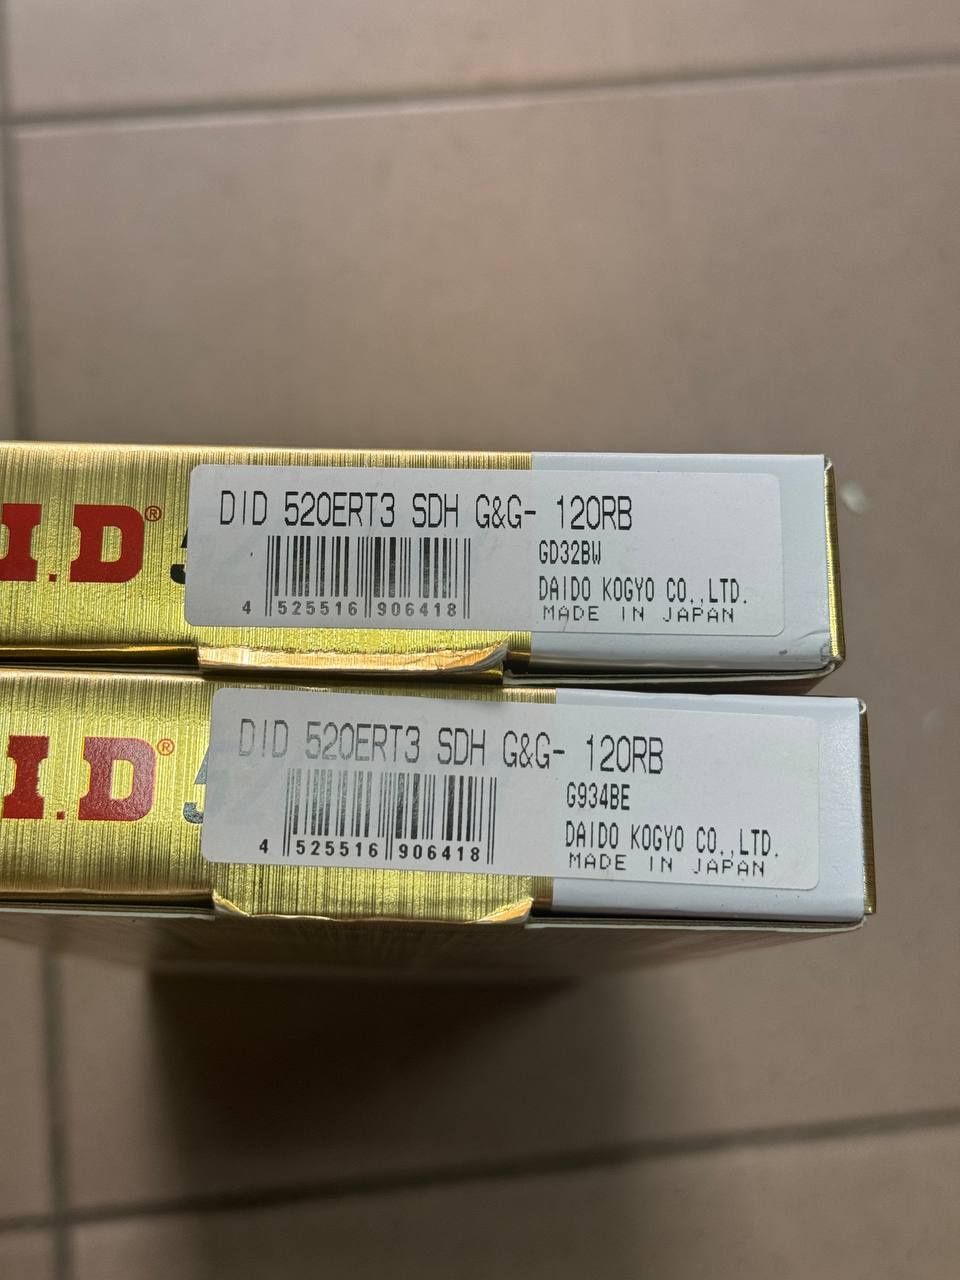 I.D®
DID 520ERT3 SDH G&G- 120RB
GD32BW
4 525516 906418
DAIDO KOGYO CO.,LTD.
MADE IN JAPAN
I.D®
DID 520ERT3 SDH G&G- 120RB
G934BE
4 525516 906418
DAIDO KOGYO CO.,LTD.
MADE IN JAPAN